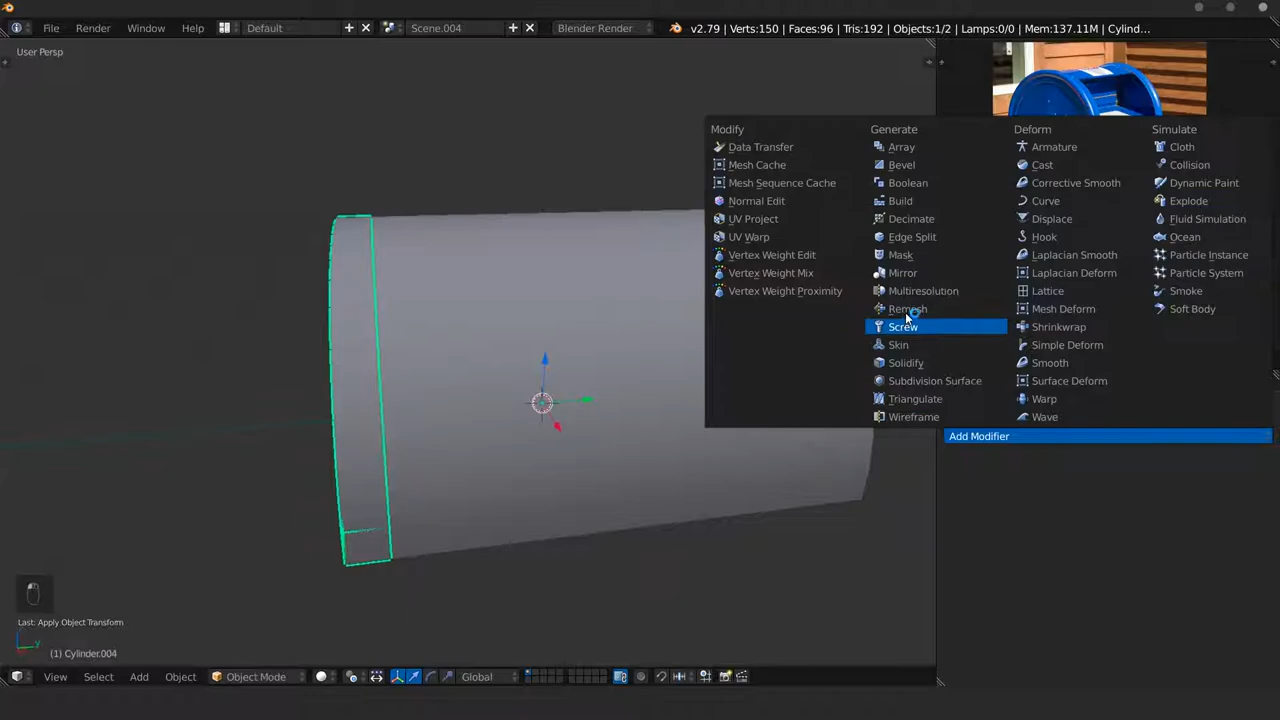 File Render Window Help Default Scene.004 Blender Render v2.79 | Verts:150 | Faces:96 | Tris:192 | Objects:1/2 | Lamps:0/0 | Mem:137.11M | Cylind...
User Persp
Modify
Data Transfer
Mesh Cache
Mesh Sequence Cache
Normal Edit
UV Project
UV Warp
Vertex Weight Edit
Vertex Weight Mix
Vertex Weight Proximity
Generate
Array
Bevel
Boolean
Build
Decimate
Edge Split
Mask
Mirror
Multiresolution
Remesh
Screw
Skin
Solidify
Subdivision Surface
Triangulate
Wireframe
Deform
Armature
Cast
Corrective Smooth
Curve
Displace
Hook
Laplacian Smooth
Laplacian Deform
Lattice
Mesh Deform
Shrinkwrap
Simple Deform
Smooth
Surface Deform
Warp
Wave
Simulate
Cloth
Collision
Dynamic Paint
Explode
Fluid Simulation
Ocean
Particle Instance
Particle System
Smoke
Soft Body
Add Modifier
Last: Apply Object Transform
y
(1) Cylinder.004
View Select Add Object Object Mode Global